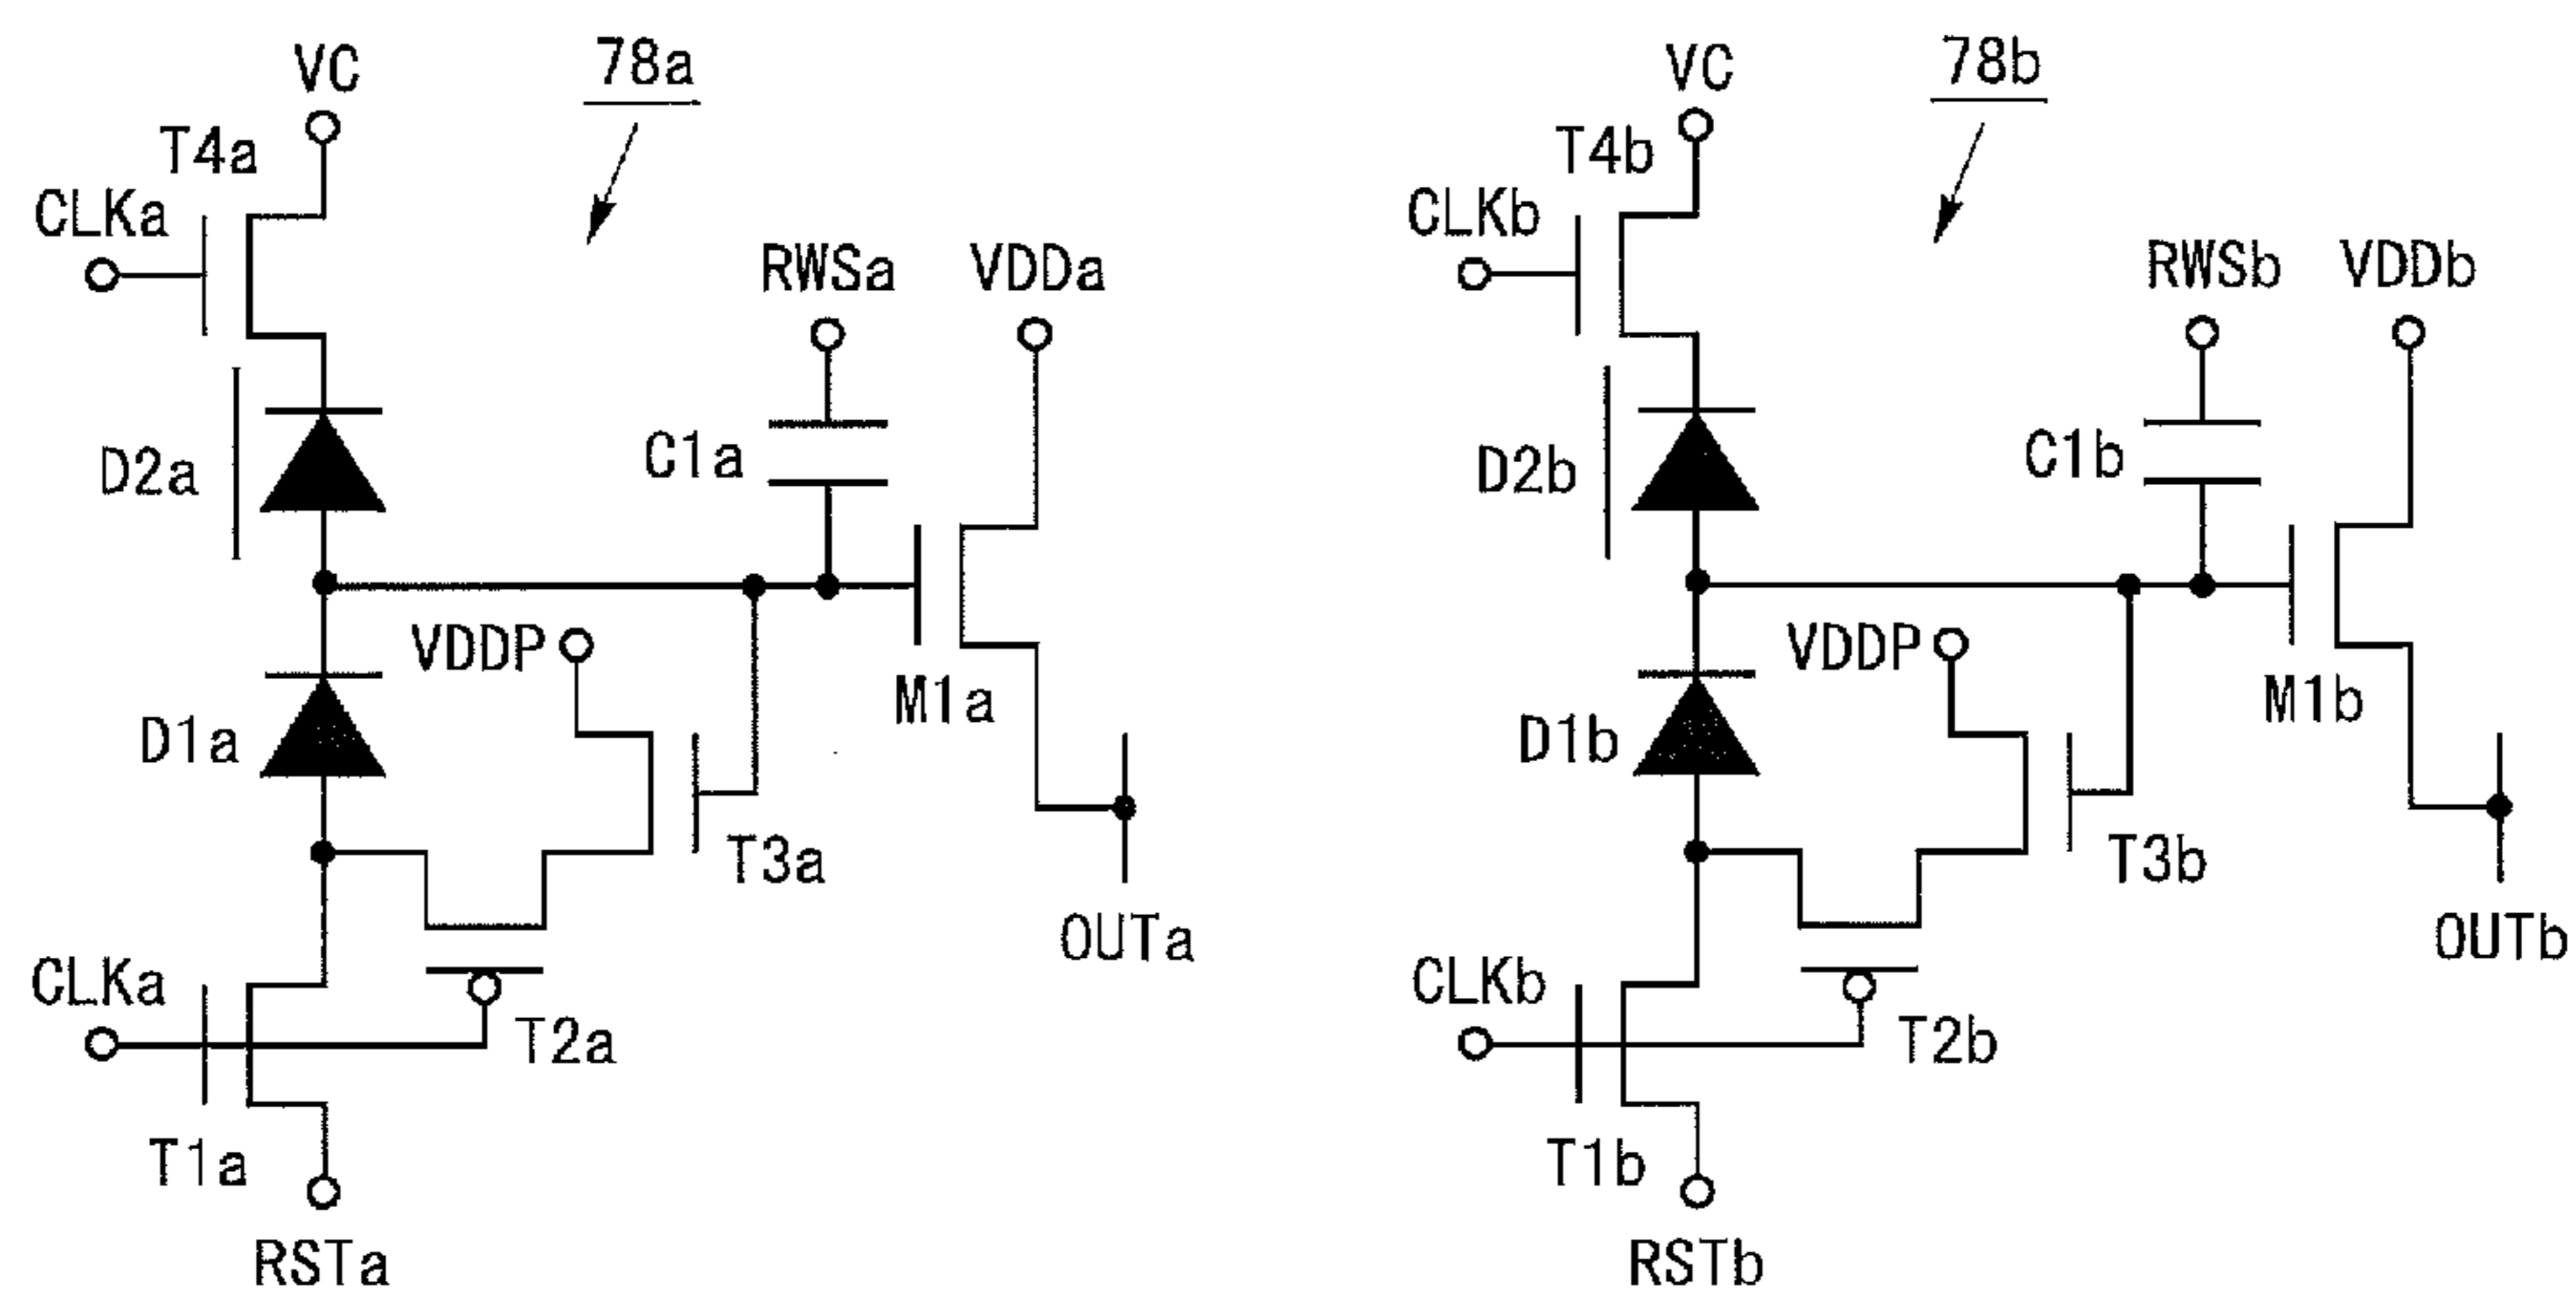 VC
78a
T4a
CLKa
RWSa
VDDa
D2a
C1a
VDDP
M1a
D1a
T3a
OUTa
CLKa
T2a
T1a
RSTa
VC
78b
T4b
CLKb
RWSb
VDDb
D2b
C1b
VDDP
M1b
D1b
T3b
OUTb
CLKb
T2b
T1b
RSTb